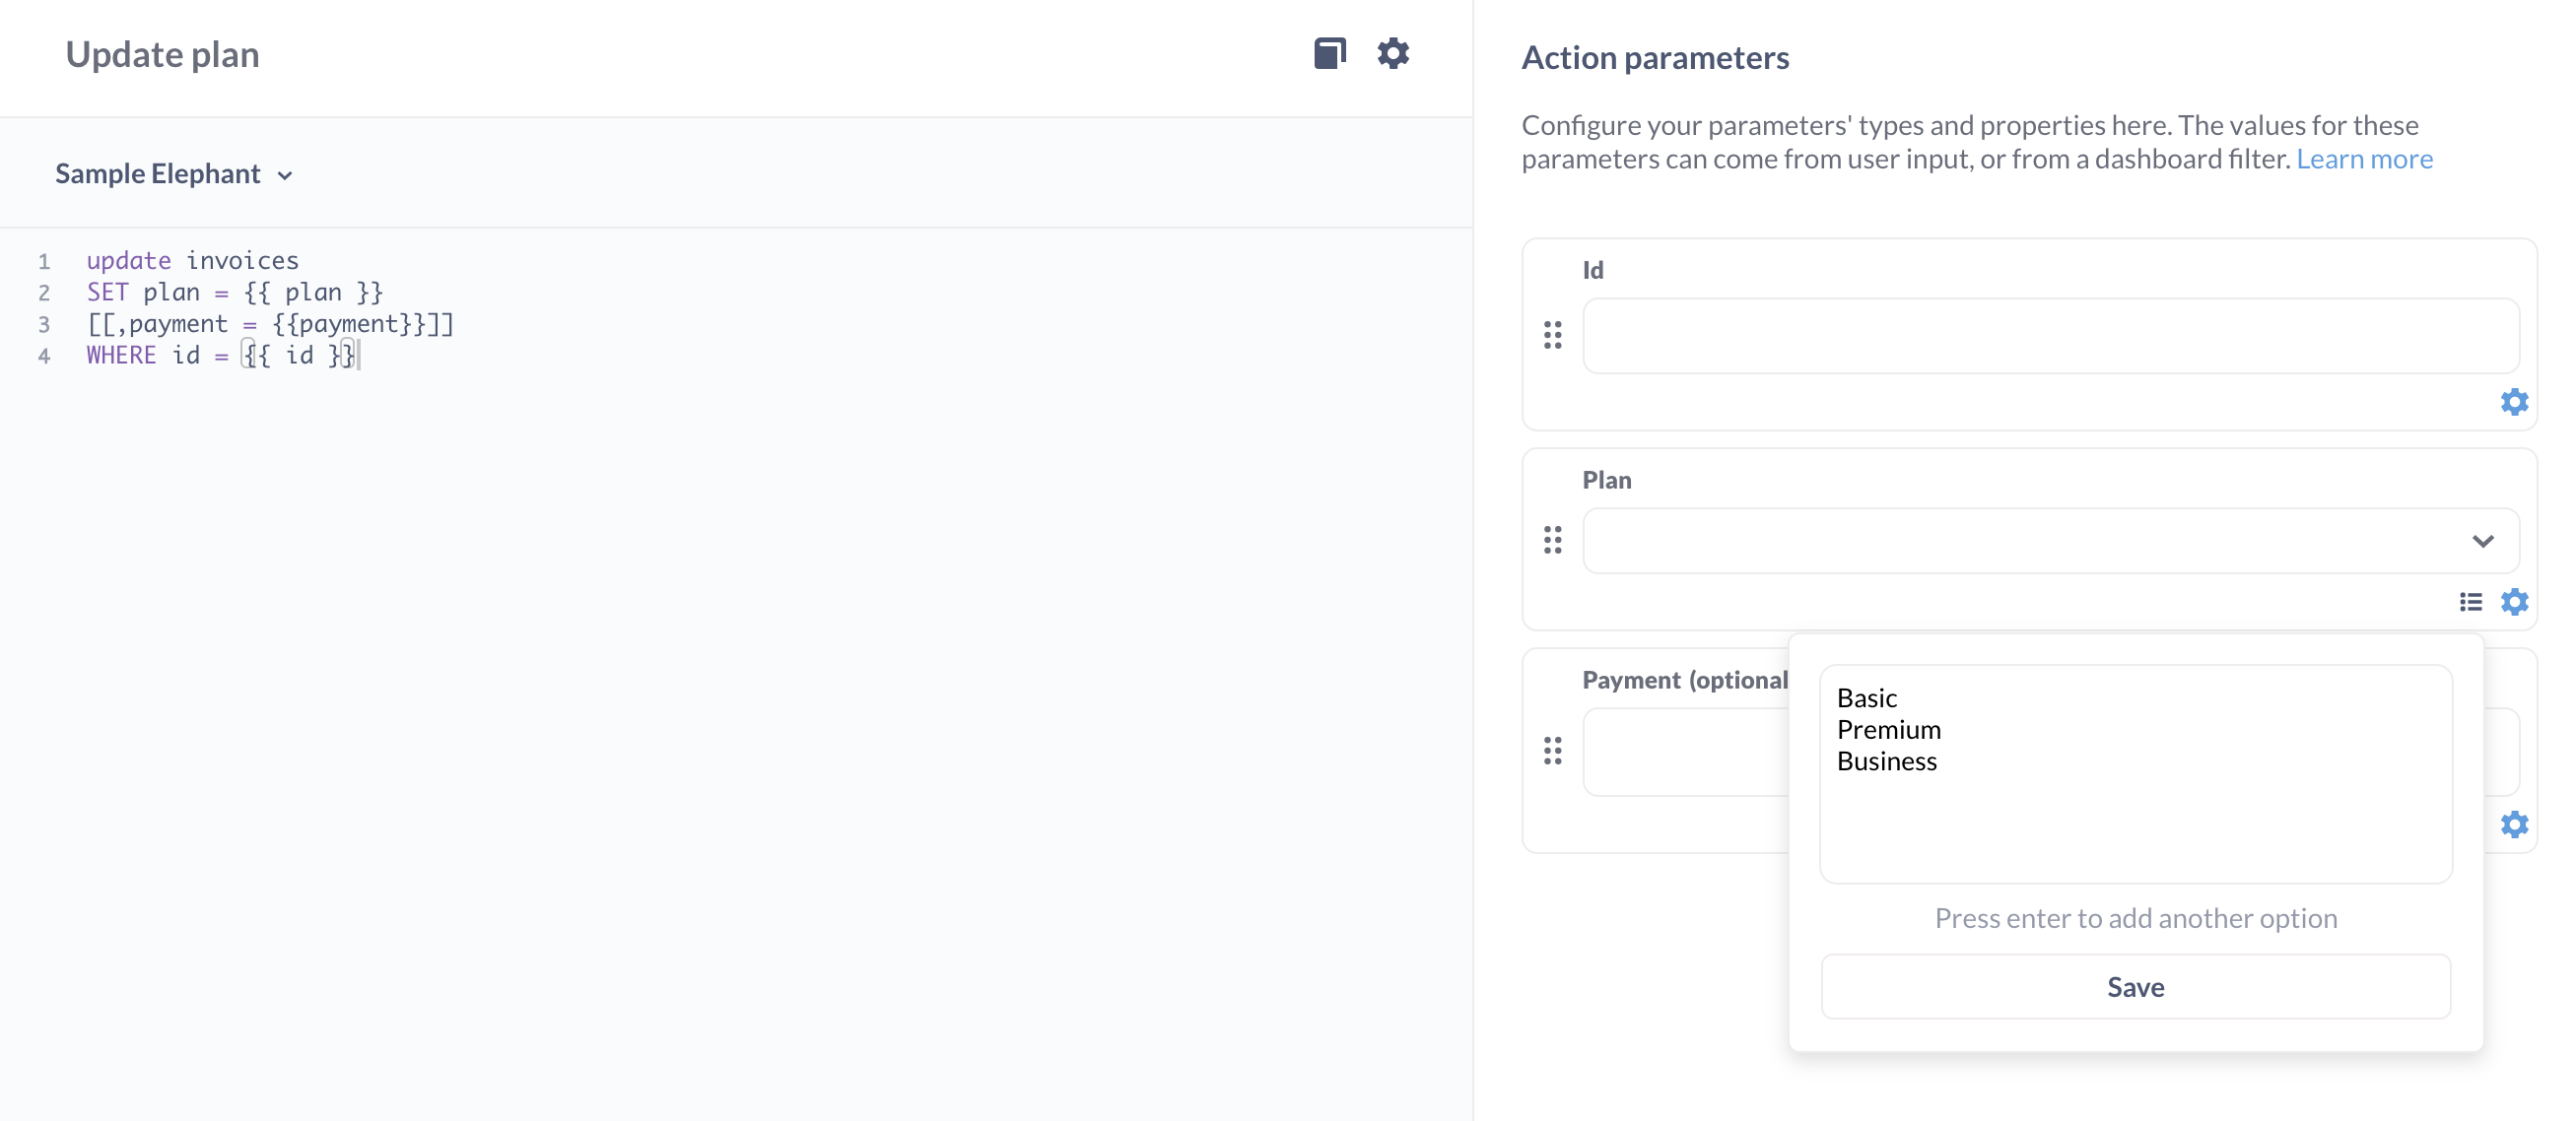 Update plan
Sample Elephant
1 update invoices
2 SET plan = {{ plan }}
3 [[,payment = {{payment}}]]
4 WHERE id = {{ id }}
Action parameters
Configure your parameters' types and properties here. The values for these
parameters can come from user input, or from a dashboard filter. Learn more
Id
Plan
Payment (optional
Basic
Premium
Business
Press enter to add another option
Save